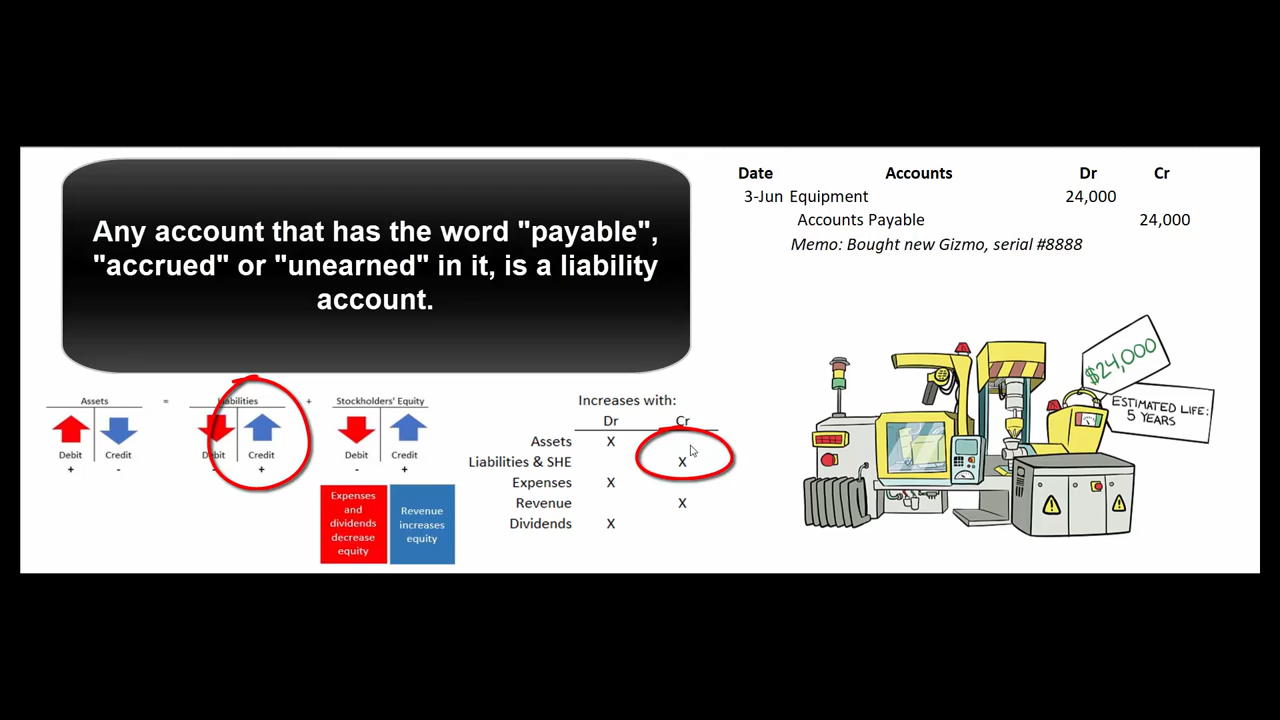 Any account that has the word "payable",
"accrued" or "unearned" in it, is a liability
account.
Date Accounts Dr Cr
3-Jun Equipment 24,000
Accounts Payable 24,000
Memo: Bought new Gizmo, serial #8888
$24,000
ESTIMATED LIFE:
5 YEARS
Assets = Liabilities + Stockholders' Equity
Debit Credit Debit Credit Debit Credit
+ - - + - +
Expenses
and
dividends
decrease
equity
Revenue
increases
equity
Increases with:
Dr Cr
Assets X
Liabilities & SHE X
Expenses X
Revenue X
Dividends X